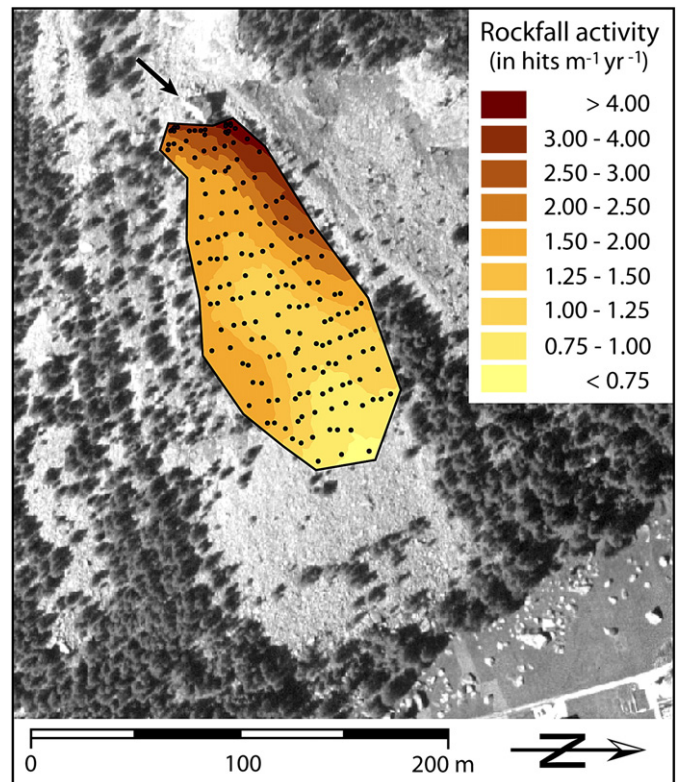 Rockfall activity
(in hits m⁻¹ yr ⁻¹)
> 4.00
3.00 - 4.00
2.50 - 3.00
2.00 - 2.50
1.50 - 2.00
1.25 - 1.50
1.00 - 1.25
0.75 - 1.00
< 0.75
0 100 200 m
N